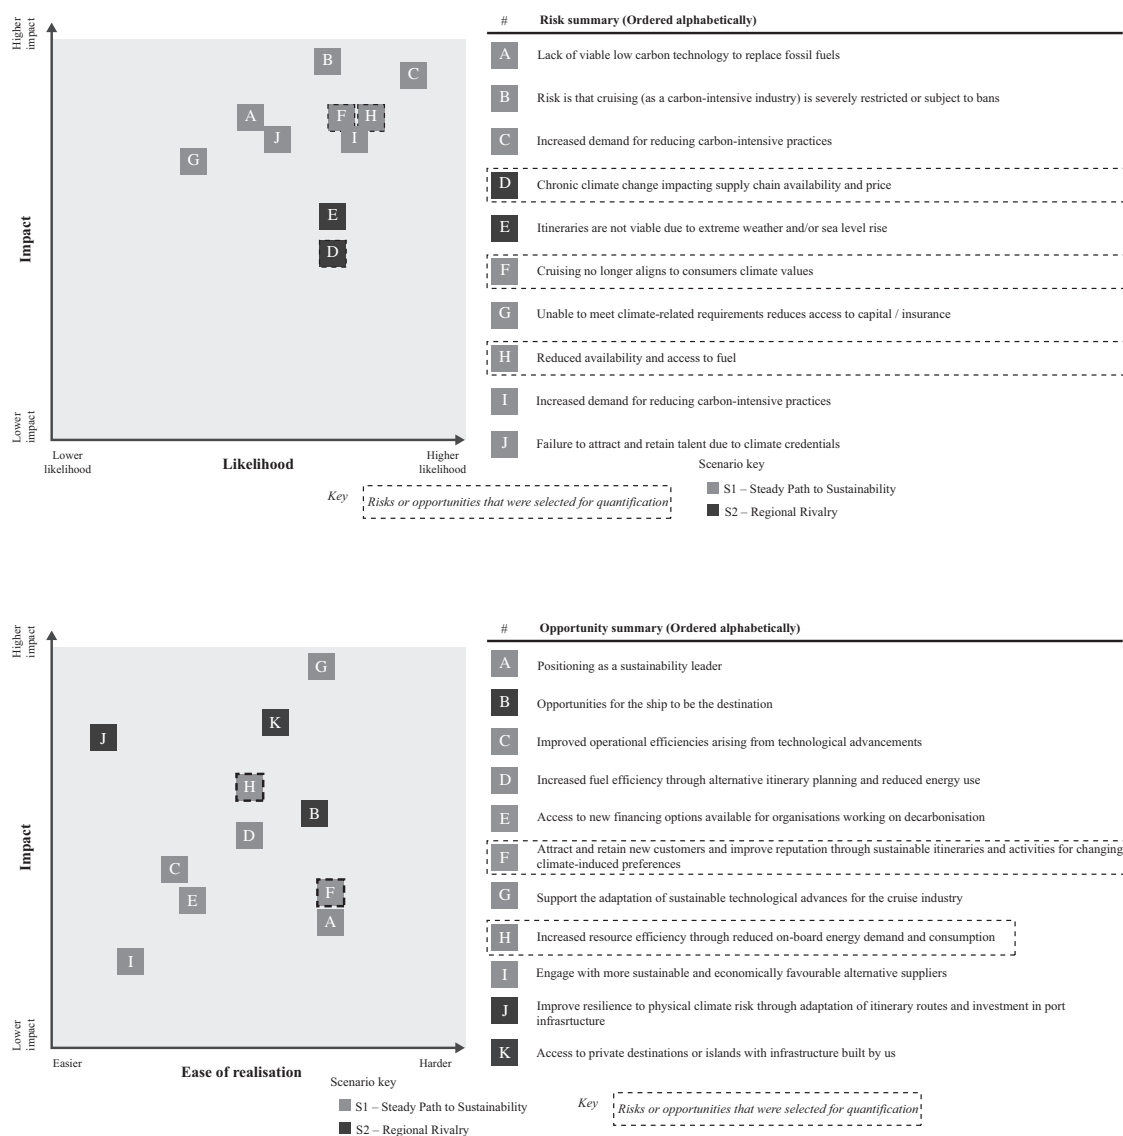 Higher
impact
B
C
A
F
H
J
I
G
E
D
Impact
Lower
impact
Lower
likelihood
Likelihood
Higher
likelihood
# Risk summary (Ordered alphabetically)
A Lack of viable low carbon technology to replace fossil fuels
B Risk is that cruising (as a carbon-intensive industry) is severely restricted or subject to bans
C Increased demand for reducing carbon-intensive practices
D Chronic climate change impacting supply chain availability and price
E Itineraries are not viable due to extreme weather and/or sea level rise
F Cruising no longer aligns to consumers climate values
G Unable to meet climate-related requirements reduces access to capital / insurance
H Reduced availability and access to fuel
I Increased demand for reducing carbon-intensive practices
J Failure to attract and retain talent due to climate credentials
Key Risks or opportunities that were selected for quantification
Scenario key
S1 – Steady Path to Sustainability
S2 – Regional Rivalry
Higher
impact
G
K
J
H
B
D
C
E
F
A
I
Impact
Lower
impact
Easier
Ease of realisation
Harder
# Opportunity summary (Ordered alphabetically)
A Positioning as a sustainability leader
B Opportunities for the ship to be the destination
C Improved operational efficiencies arising from technological advancements
D Increased fuel efficiency through alternative itinerary planning and reduced energy use
E Access to new financing options available for organisations working on decarbonisation
F Attract and retain new customers and improve reputation through sustainable itineraries and activities for changing
climate-induced preferences
G Support the adaptation of sustainable technological advances for the cruise industry
H Increased resource efficiency through reduced on-board energy demand and consumption
I Engage with more sustainable and economically favourable alternative suppliers
J Improve resilience to physical climate risk through adaptation of itinerary routes and investment in port
infrasrtucture
K Access to private destinations or islands with infrastructure built by us
Scenario key
S1 – Steady Path to Sustainability
S2 – Regional Rivalry
Key Risks or opportunities that were selected for quantification